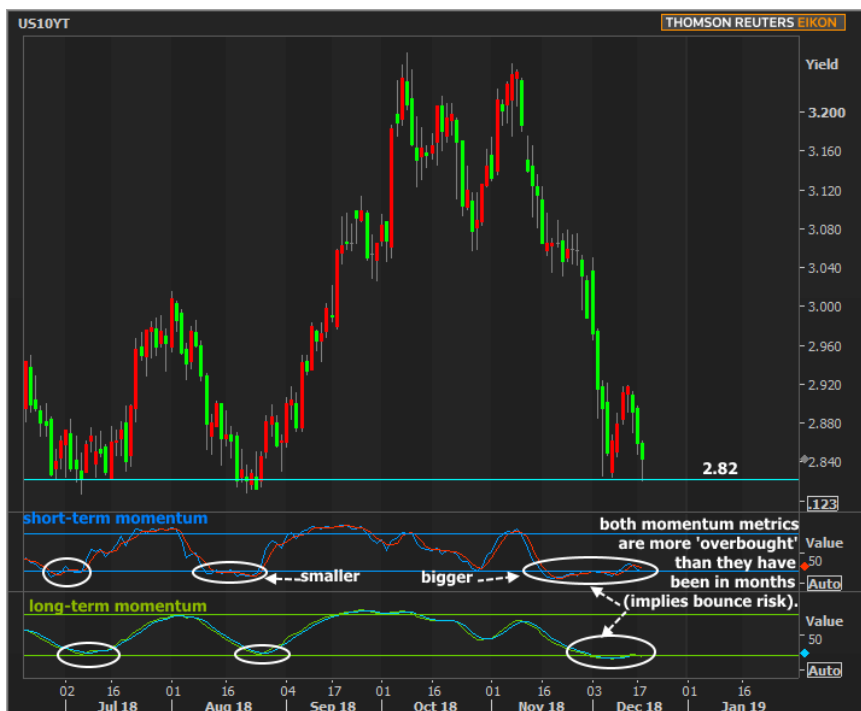 US10YT
THOMSON REUTERS EIKON
Yield
3.200
3.160
3.120
3.080
3.040
3.000
2.960
2.920
2.880
2.840
2.82
.123
short-term momentum
both momentum metrics
are more 'overbought'
than they have
been in months
(implies bounce risk).
smaller
bigger
Value
50
Auto
long-term momentum
Value
50
Auto
02 16 01 16 04 17 01 16 01 16 03 17 01 16
Jul 18 Aug 18 Sep 18 Oct 18 Nov 18 Dec 18 Jan 19